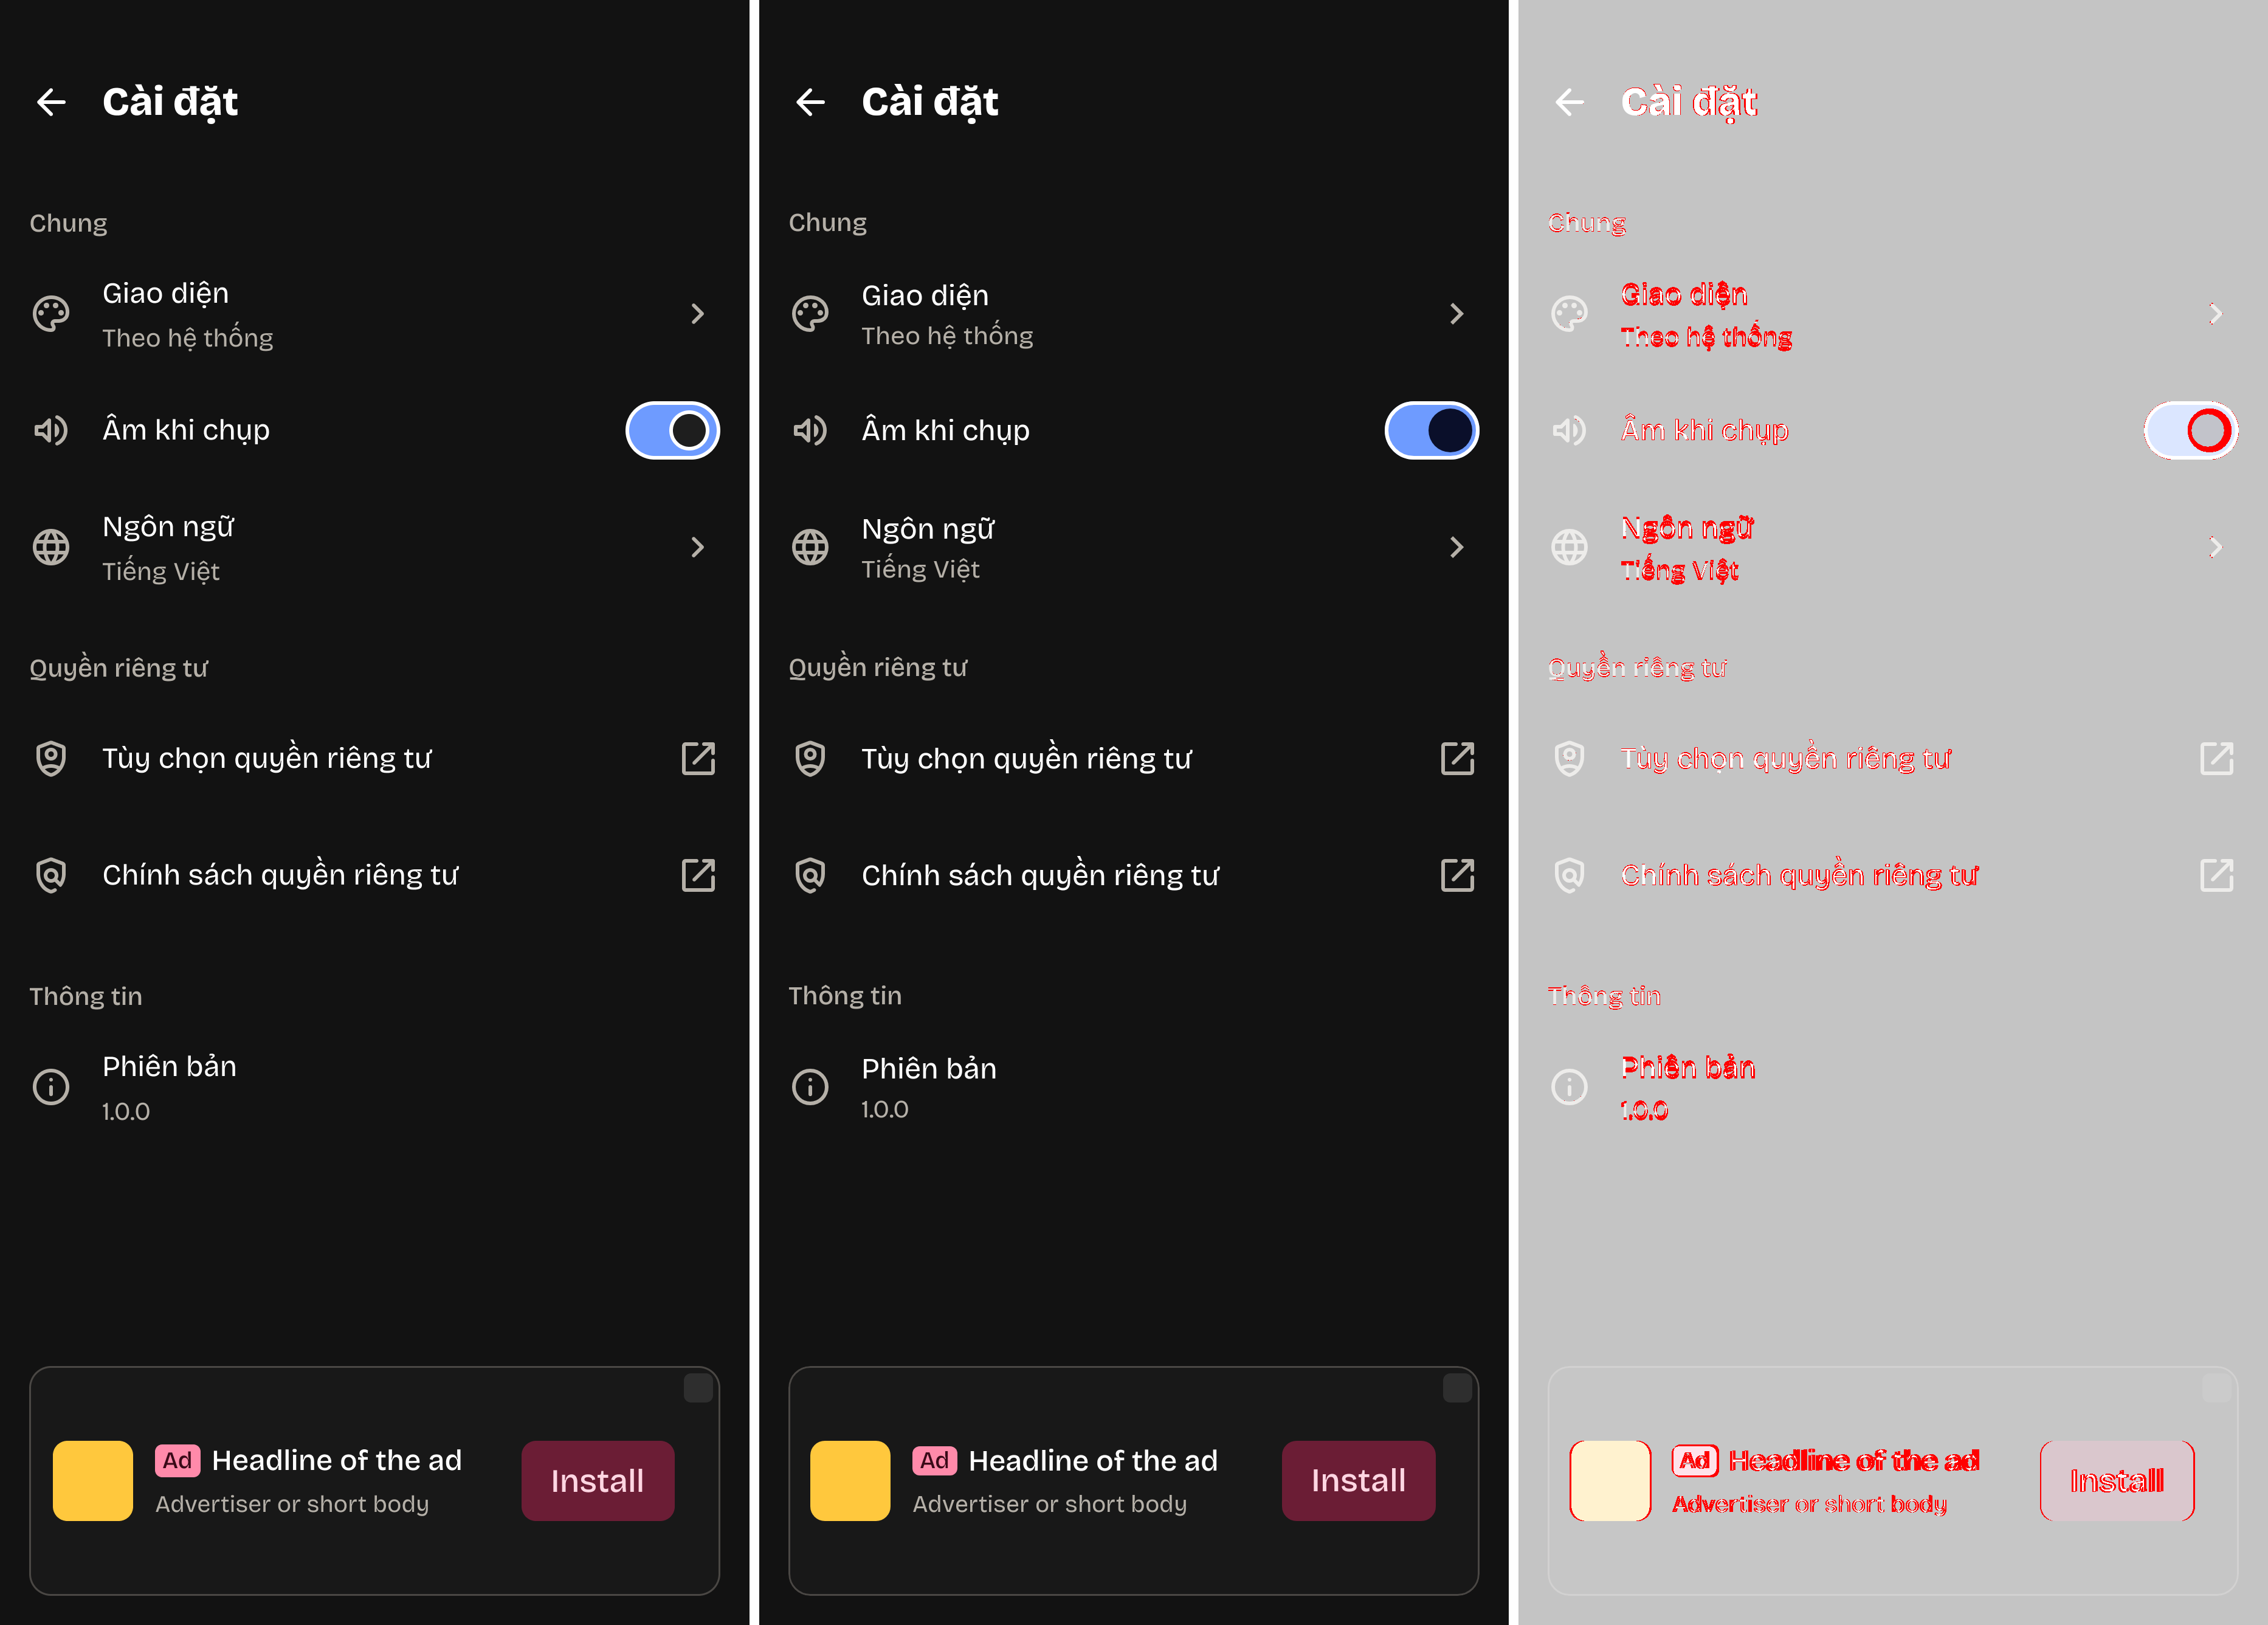 Cài đặt
Chung
Giao diện
Theo hệ thống
Âm khi chụp
Ngôn ngữ
Tiếng Việt
Quyền riêng tư
Tùy chọn quyền riêng tư
Chính sách quyền riêng tư
Thông tin
Phiên bản
1.0.0
Ad Headline of the ad
Advertiser or short body
Install
Cài đặt
Chung
Giao diện
Theo hệ thống
Âm khi chụp
Ngôn ngữ
Tiếng Việt
Quyền riêng tư
Tùy chọn quyền riêng tư
Chính sách quyền riêng tư
Thông tin
Phiên bản
1.0.0
Ad Headline of the ad
Advertiser or short body
Install
Cài đặt
Chung
Giao diện
Theo hệ thống
Âm khi chụp
Ngôn ngữ
Tiếng Việt
Quyền riêng tư
Tùy chọn quyền riêng tư
Chính sách quyền riêng tư
Thông tin
Phiên bản
1.0.0
Ad Headline of the ad
Advertiser or short body
Install